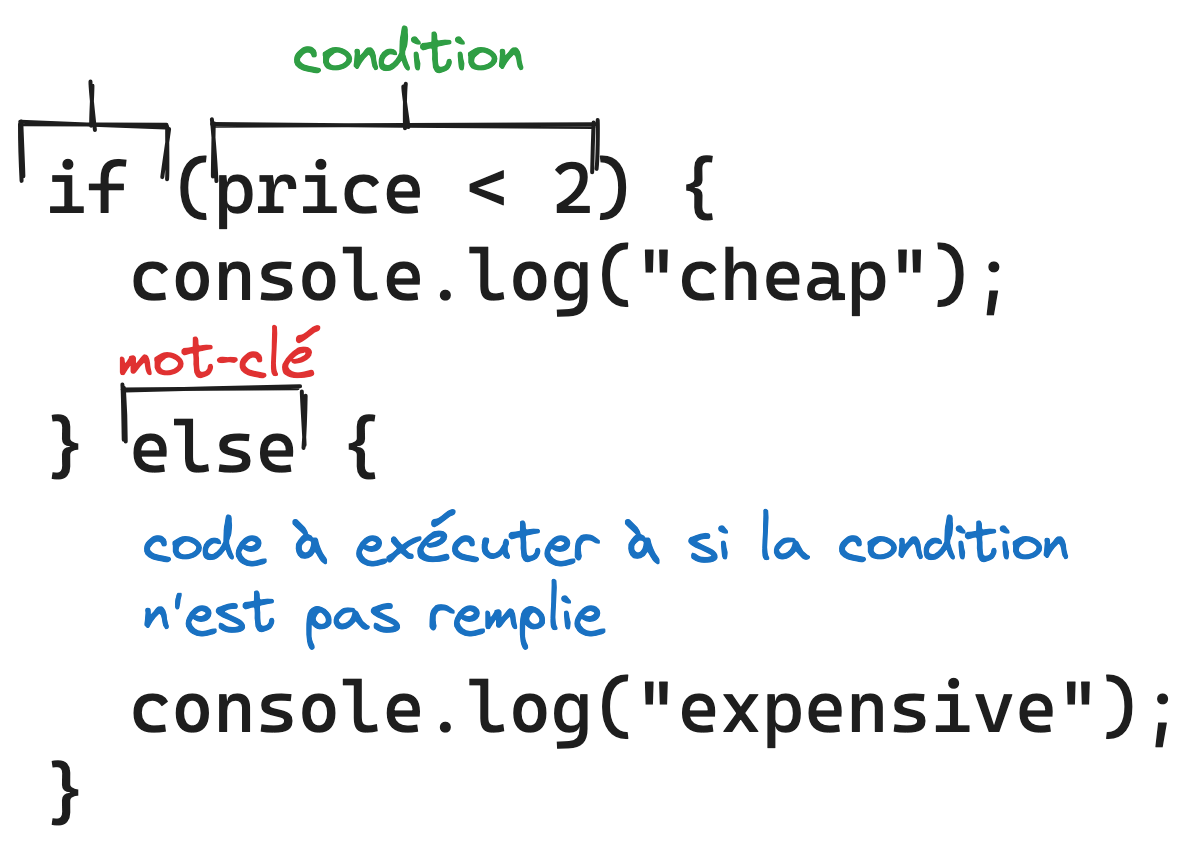 condition
if (price < 2) {
console.log("cheap");
mot-clé
} else {
code à exécuter à si la condition
n'est pas remplie
console.log("expensive");
}